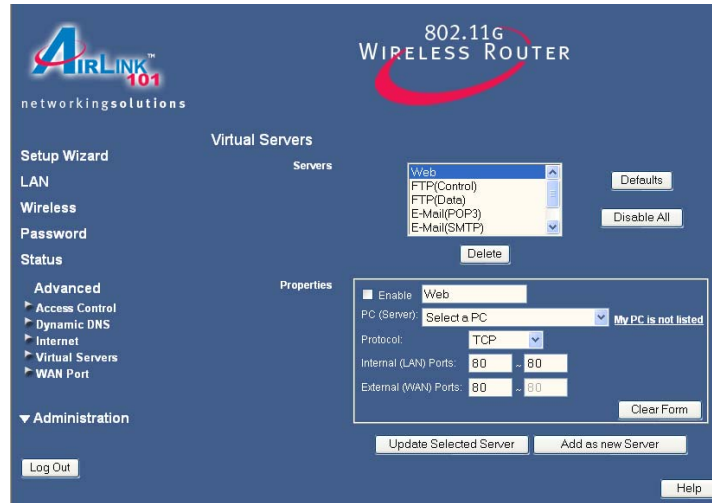 AIRLINK™
101
networkingsolutions
802.11G
WIRELESS ROUTER
Setup Wizard
LAN
Wireless
Password
Status
Advanced
Access Control
Dynamic DNS
Internet
Virtual Servers
WAN Port
Administration
Log Out
Virtual Servers
Servers
Web
FTP(Control)
FTP(Data)
E-Mail(POP3)
E-Mail(SMTP)
Defaults
Disable All
Delete
Properties
Enable Web
PC (Server): Select a PC My PC is not listed
Protocol: TCP
Internal (LAN) Ports: 80 ~ 80
External (WAN) Ports: 80 ~ 80
Clear Form
Update Selected Server Add as new Server
Help